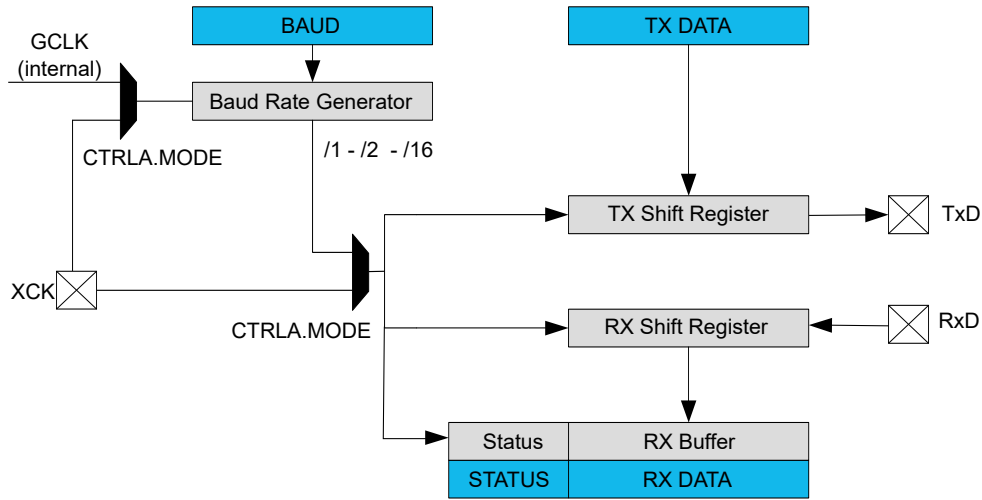 BAUD
TX DATA
GCLK
(internal)
Baud Rate Generator
CTRLA.MODE
/1 - /2 - /16
TX Shift Register
TxD
XCK
CTRLA.MODE
RX Shift Register
RxD
Status
RX Buffer
STATUS
RX DATA